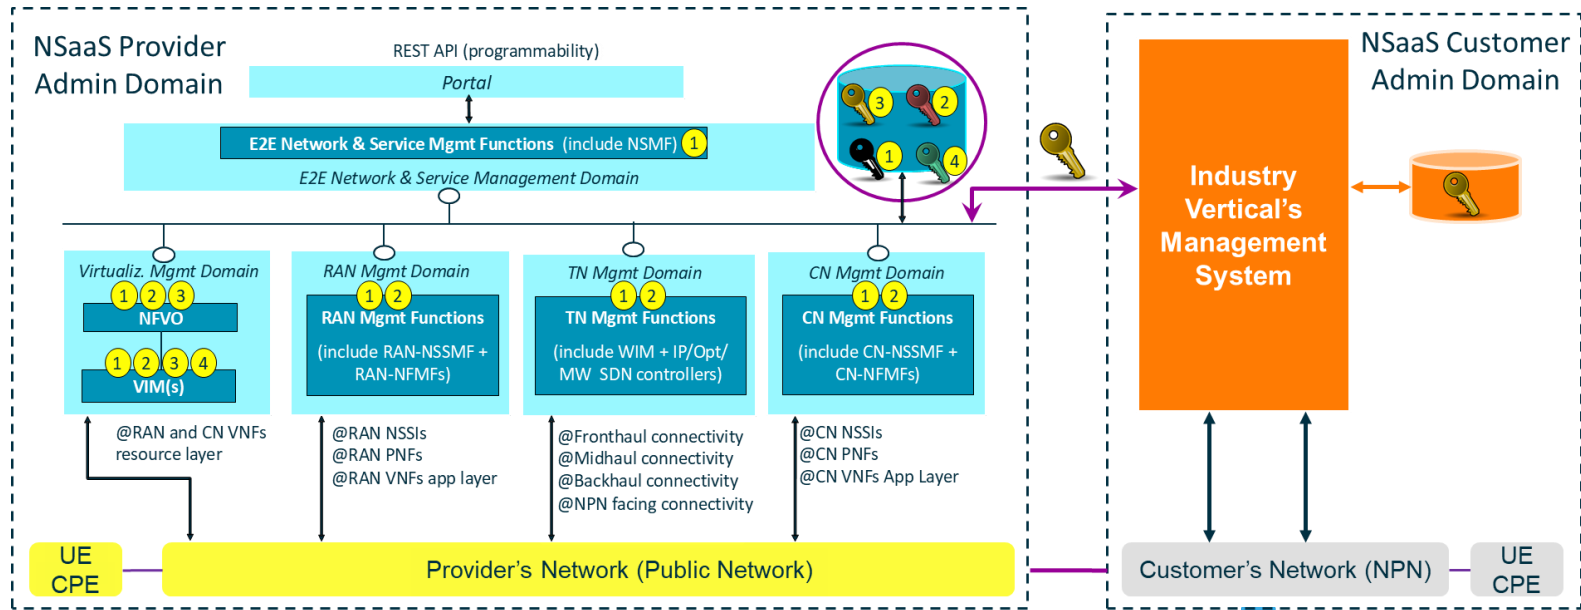 NSaaS Provider
Admin Domain
REST API (programmability)
Portal
E2E Network & Service Mgmt Functions (include NSMF) 1
E2E Network & Service Management Domain
3 2
1 4
NSaaS Customer
Admin Domain
Industry
Vertical's
Management
System
Virtualiz. Mgmt Domain
1 2 3
NFVO
1 2 3 4
VIM(s)
@RAN and CN VNFs
resource layer
RAN Mgmt Domain
1 2
RAN Mgmt Functions
(include RAN-NSSMF +
RAN-NFMFs)
@RAN NSSIs
@RAN PNFs
@RAN VNFs app layer
TN Mgmt Domain
1 2
TN Mgmt Functions
(include WIM + IP/Opt/
MW SDN controllers)
@Fronthaul connectivity
@Midhaul connectivity
@Backhaul connectivity
@NPN facing connectivity
CN Mgmt Domain
1 2
CN Mgmt Functions
(include CN-NSSMF +
CN-NFMFs)
@CN NSSIs
@CN PNFs
@CN VNFs App Layer
UE
CPE
Provider's Network (Public Network)
Customer's Network (NPN)
UE
CPE